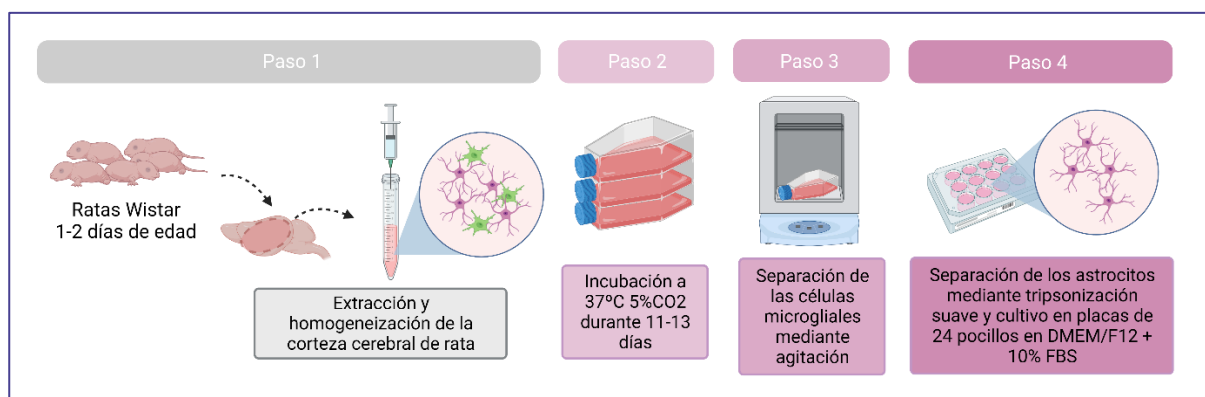 Paso 1
Ratas Wistar
1-2 días de edad
Extracción y
homogeneización de la
corteza cerebral de rata
Paso 2
Incubación a
37ºC 5%CO2
durante 11-13
días
Paso 3
Separación de
las células
microgliales
mediante
agitación
Paso 4
Separación de los astrocitos
mediante tripsonización
suave y cultivo en placas de
24 pocillos en DMEM/F12 +
10% FBS